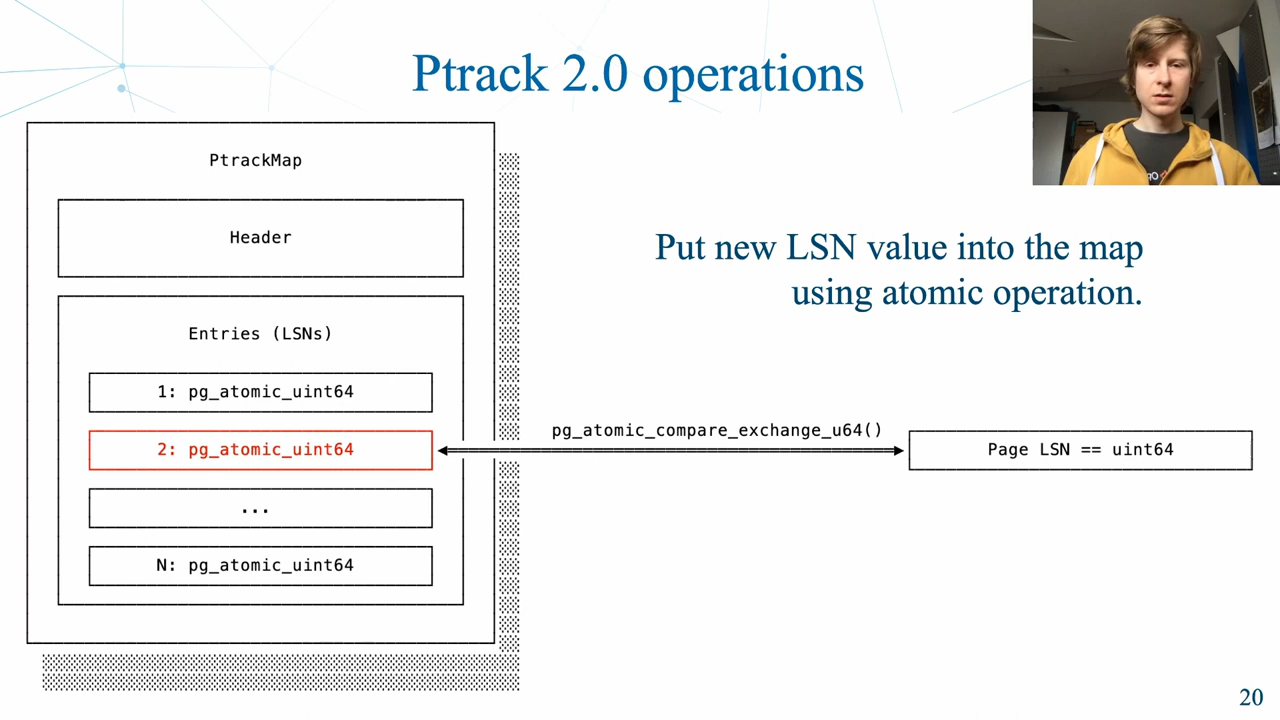 Ptrack 2.0 operations
PtrackMap
Header
Entries (LSNs)
1: pg_atomic_uint64
2: pg_atomic_uint64
...
N: pg_atomic_uint64
Put new LSN value into the map
using atomic operation.
pg_atomic_compare_exchange_u64()
Page LSN == uint64
20